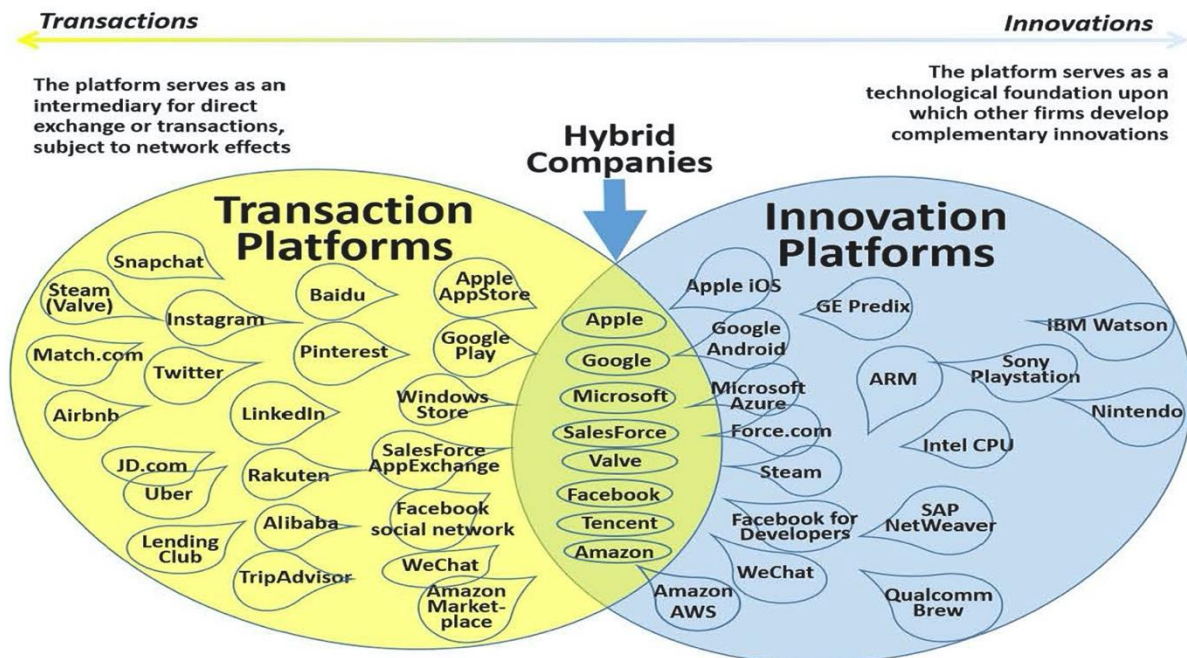 Transactions
Innovations
The platform serves as an
intermediary for direct
exchange or transactions,
subject to network effects
The platform serves as a
technological foundation upon
which other firms develop
complementary innovations
Hybrid
Companies
Transaction
Platforms
Snapchat
Steam
(Valve)
Instagram
Baidu
Apple
AppStore
Match.com
Twitter
Pinterest
Google
Play
Airbnb
LinkedIn
Windows
Store
JD.com
Uber
Rakuten
SalesForce
AppExchange
Lending
Club
Alibaba
Facebook
social network
TripAdvisor
WeChat
Amazon
Market-
place
Apple
Google
Microsoft
SalesForce
Valve
Facebook
Tencent
Amazon
Innovation
Platforms
Apple iOS
GE Predix
IBM Watson
Google
Android
ARM
Sony
Playstation
Microsoft
Azure
Nintendo
Force.com
Intel CPU
Steam
Facebook for
Developers
SAP
NetWeaver
WeChat
Amazon
AWS
Qualcomm
Brew